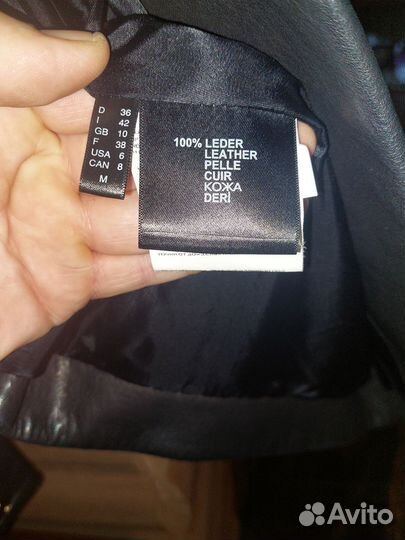 D 36
I 42
GB 10
F 38
USA 6
CAN 8
M
100% LEDER
LEATHER
PELLE
CUIR
КОЖА
DERİ
Avito